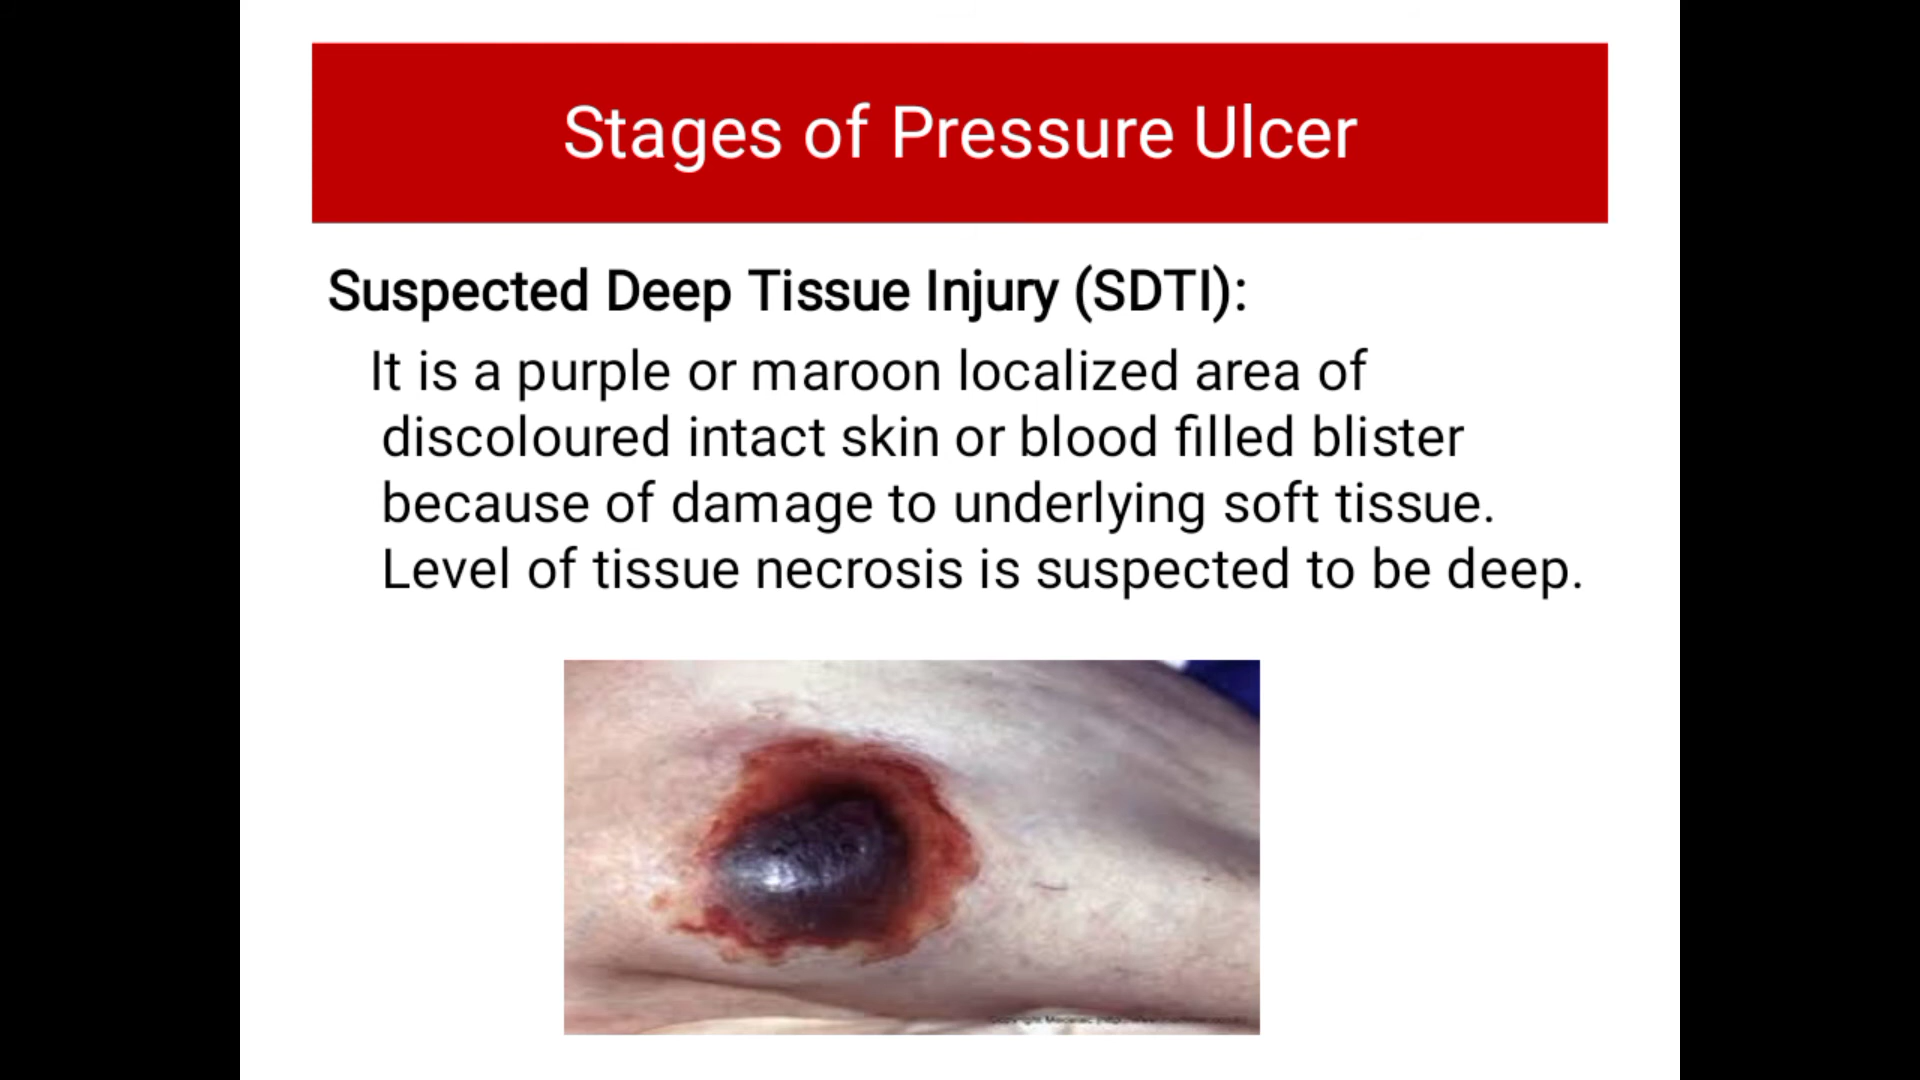 Stages of Pressure Ulcer
Suspected Deep Tissue Injury (SDTI):
It is a purple or maroon localized area of
discoloured intact skin or blood filled blister
because of damage to underlying soft tissue.
Level of tissue necrosis is suspected to be deep.